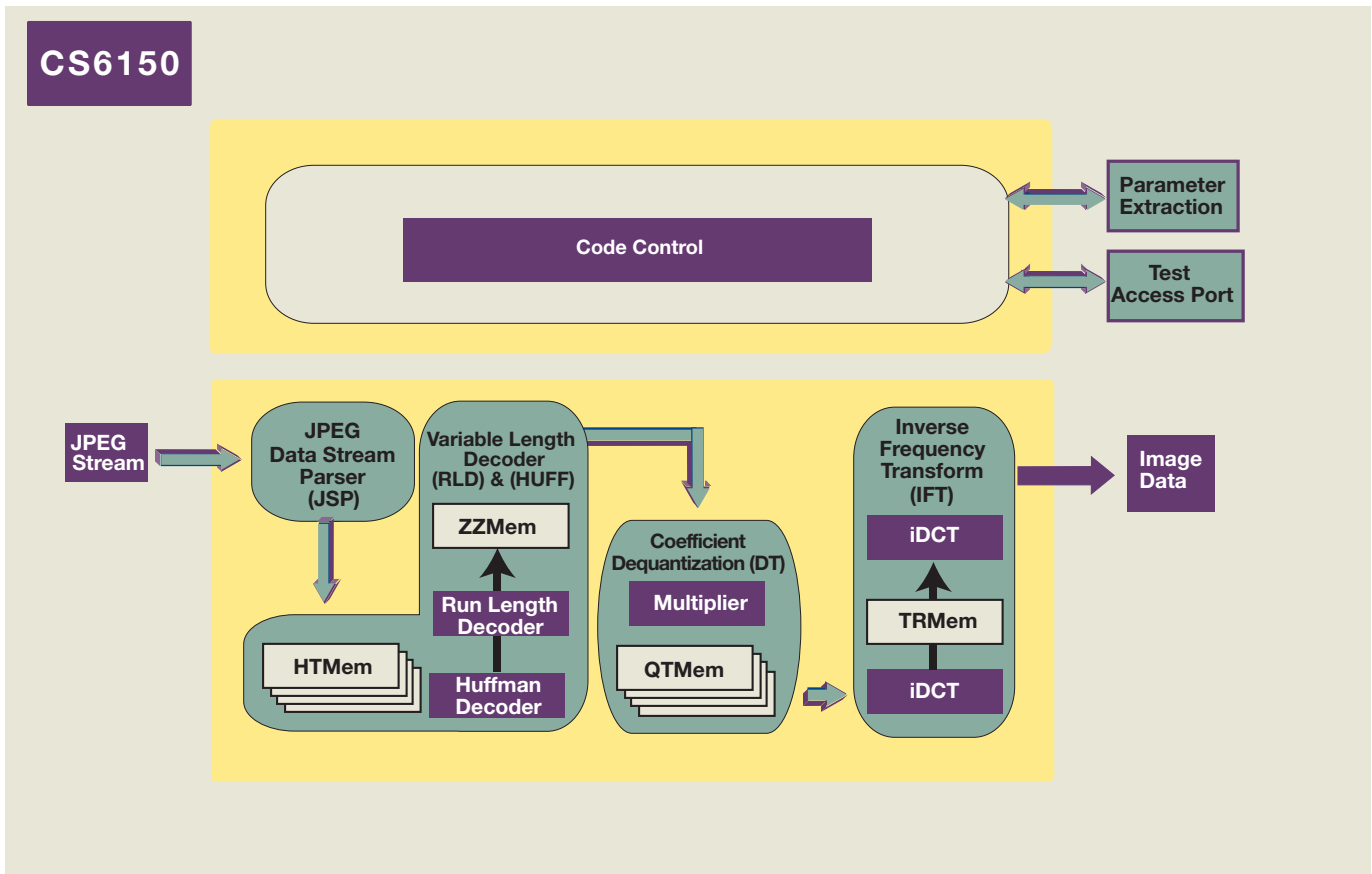 CS6150
Code Control
Parameter
Extraction
Test
Access Port
JPEG
Stream
JPEG
Data Stream
Parser
(JSP)
Variable Length
Decoder
(RLD) & (HUFF)
ZZMem
Run Length
Decoder
HTMem
Huffman
Decoder
Coefficient
Dequantization (DT)
Multiplier
QTMem
Inverse
Frequency
Transform
(IFT)
iDCT
TRMem
iDCT
Image
Data